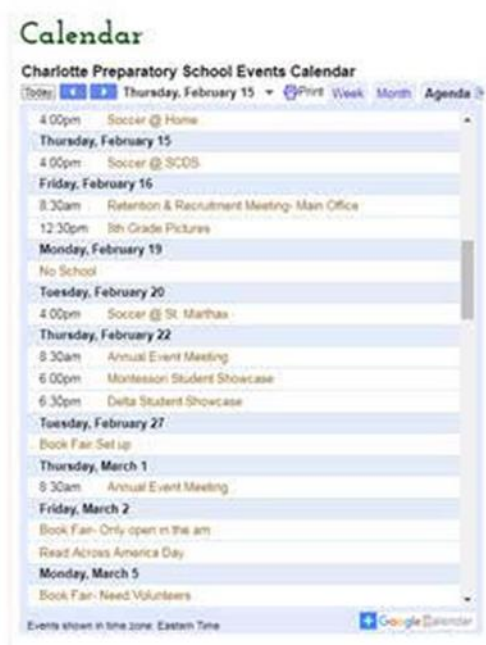 Calendar
Charlotte Preparatory School Events Calendar
Today Thursday, February 15 Print Week Month Agenda
4:00pm Soccer @ Home
Thursday, February 15
4:00pm Soccer @ SCDS
Friday, February 16
8:30am Retention & Recruitment Meeting- Main Office
12:30pm 8th Grade Pictures
Monday, February 19
No School
Tuesday, February 20
4:00pm Soccer @ St. Marthas
Thursday, February 22
8:30am Annual Event Meeting
6:00pm Montessori Student Showcase
6:30pm Delta Student Showcase
Tuesday, February 27
Book Fair Set up
Thursday, March 1
8:30am Annual Event Meeting
Friday, March 2
Book Fair- Only open in the am
Read Across America Day
Monday, March 5
Book Fair- Need Volunteers
Events shown in time zone: Eastern Time
Google Calendar